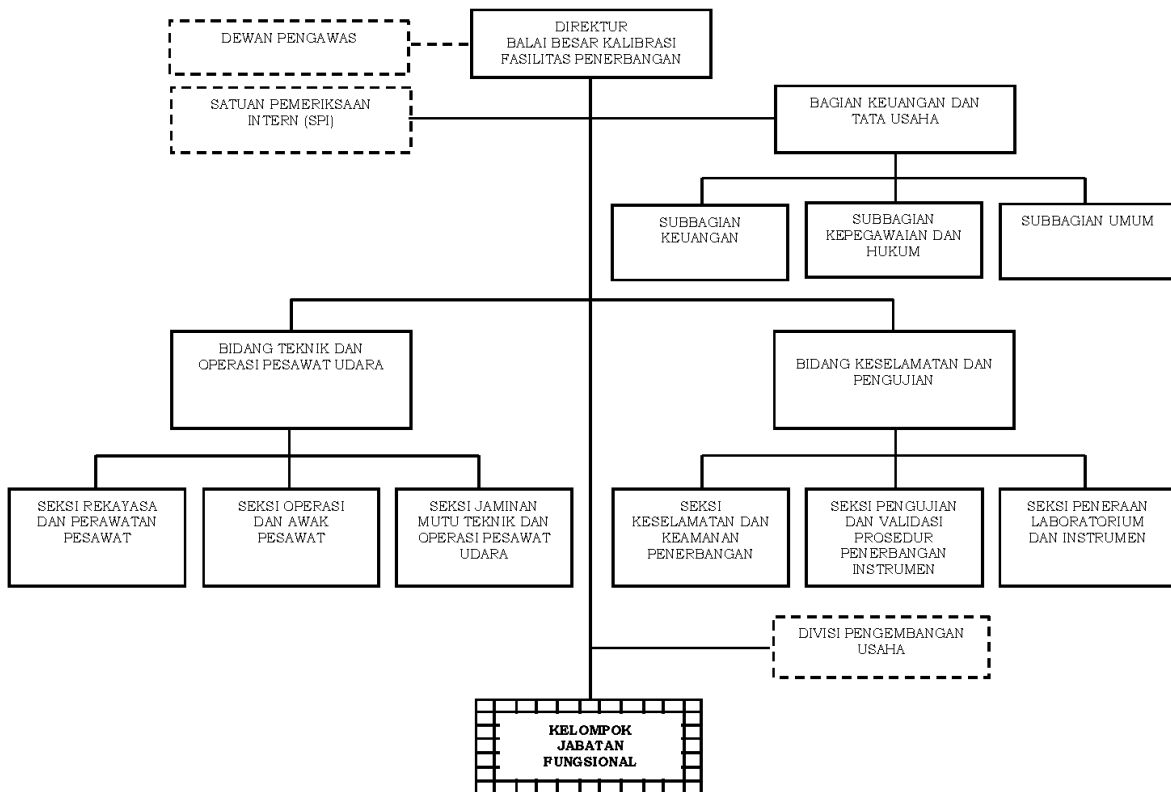 DIREKTUR
BALAI BESAR KALIBRASI
FASILITAS PENERBANGAN
DEWAN PENGAWAS
SATUAN PEMERIKSAAN
INTERN (SPI)
BAGIAN KEUANGAN DAN
TATA USAHA
SUBBAGIAN
KEUANGAN
SUBBAGIAN
KEPEGAWAIAN DAN
HUKUM
SUBBAGIAN UMUM
BIDANG TEKNIK DAN
OPERASI PESAWAT UDARA
BIDANG KESELAMATAN DAN
PENGUJIAN
SEKSI REKAYASA
DAN PERAWATAN
PESAWAT
SEKSI OPERASI
DAN AWAK
PESAWAT
SEKSI JAMINAN
MUTU TEKNIK DAN
OPERASI PESAWAT
UDARA
SEKSI
KESELAMATAN DAN
KEAMANAN
PENERBANGAN
SEKSI PENGUJIAN
DAN VALIDASI
PROSEDUR
PENERBANGAN
INSTRUMEN
SEKSI PENERAAN
LABORATORIUM
DAN INSTRUMEN
DIVISI PENGEMBANGAN
USAHA
KELOMPOK
JABATAN
FUNGSIONAL